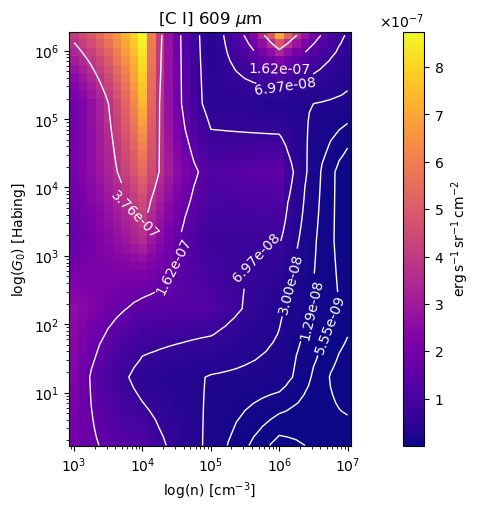 [C I] 609 μm
×10⁻⁷
log(G₀) [Habing]
10⁶
10⁵
10⁴
10³
10²
10¹
1.62e-07
6.97e-08
3.76e-07
1.62e-07
6.97e-08
3.00e-08
1.29e-08
5.55e-09
10³ 10⁴ 10⁵ 10⁶ 10⁷
log(n) [cm⁻³]
8
7
6
5
4
3
2
1
erg s⁻¹ sr⁻¹ cm⁻²